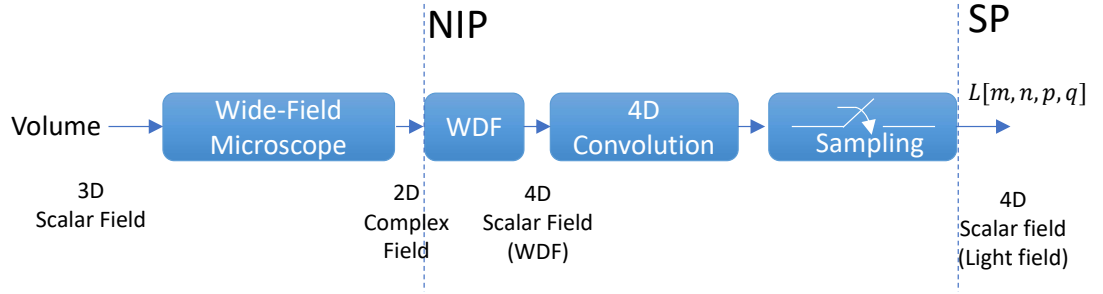 NIP
SP
Volume
Wide-Field
Microscope
WDF
4D
Convolution
Sampling
L[m, n, p, q]
3D
Scalar Field
2D
Complex
Field
4D
Scalar Field
(WDF)
4D
Scalar field
(Light field)